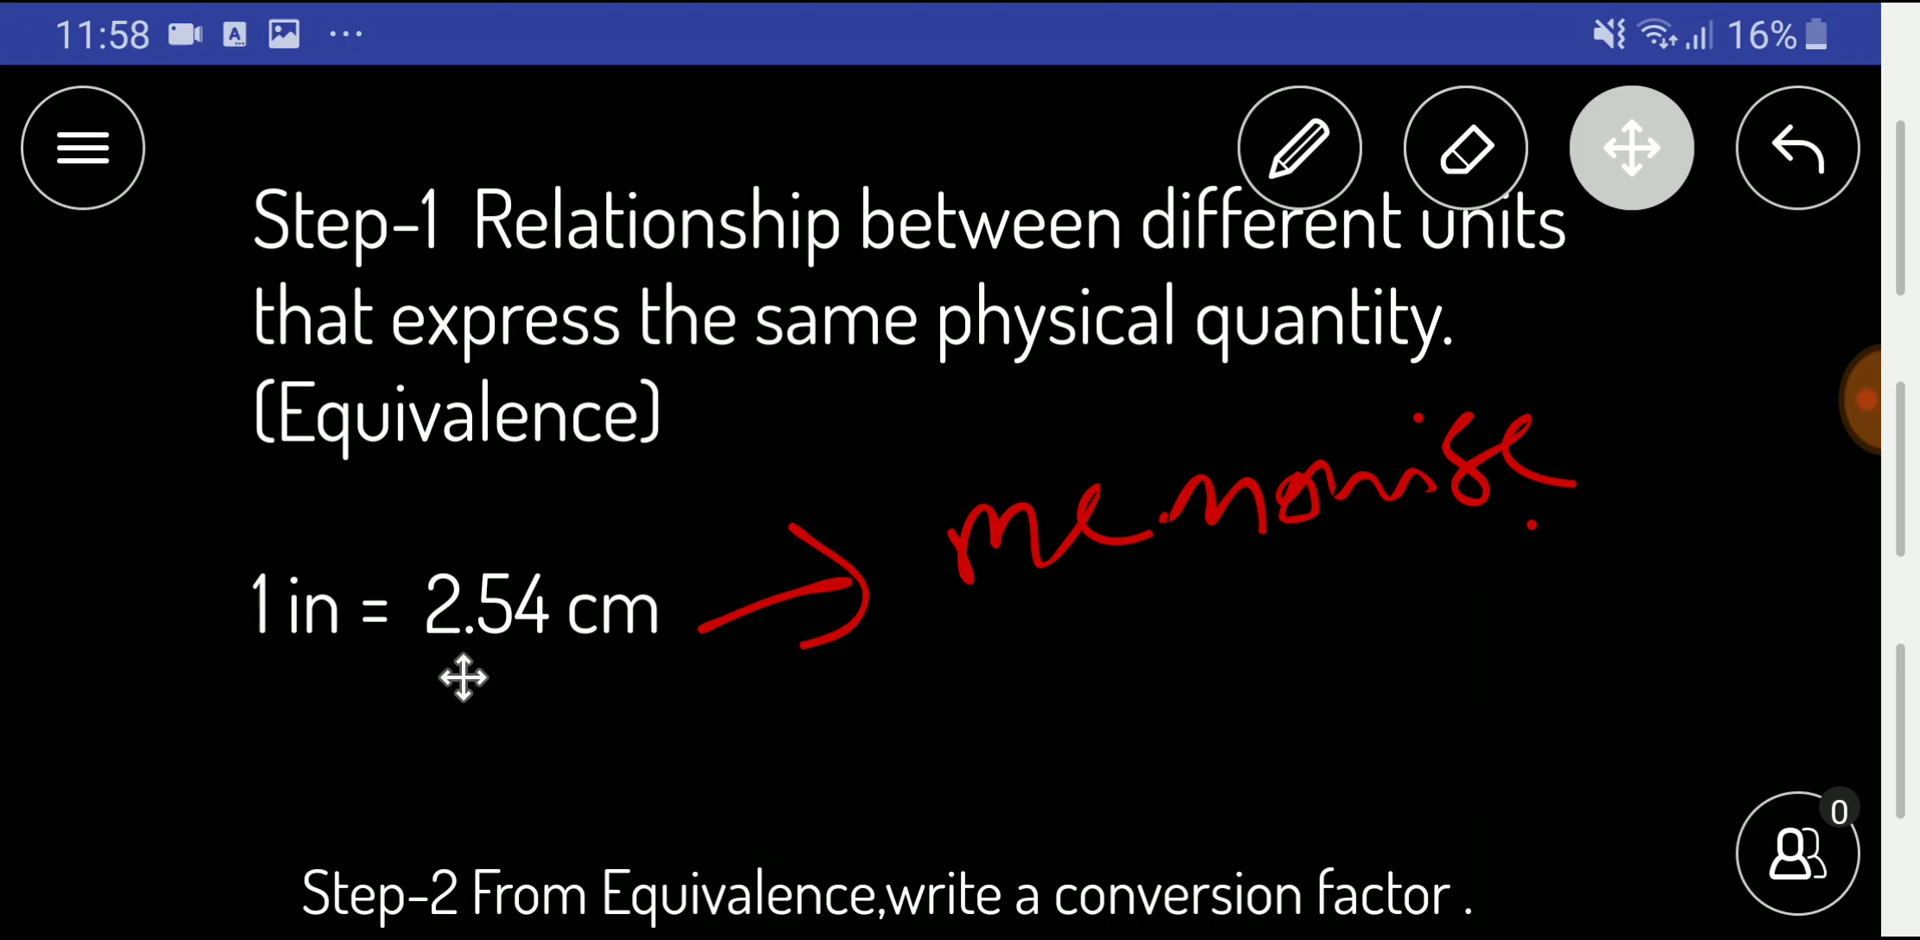 11:58
16%
Step-1 Relationship between different units
that express the same physical quantity.
(Equivalence)
memorise.
1 in = 2.54 cm
0
Step-2 From Equivalence,write a conversion factor .